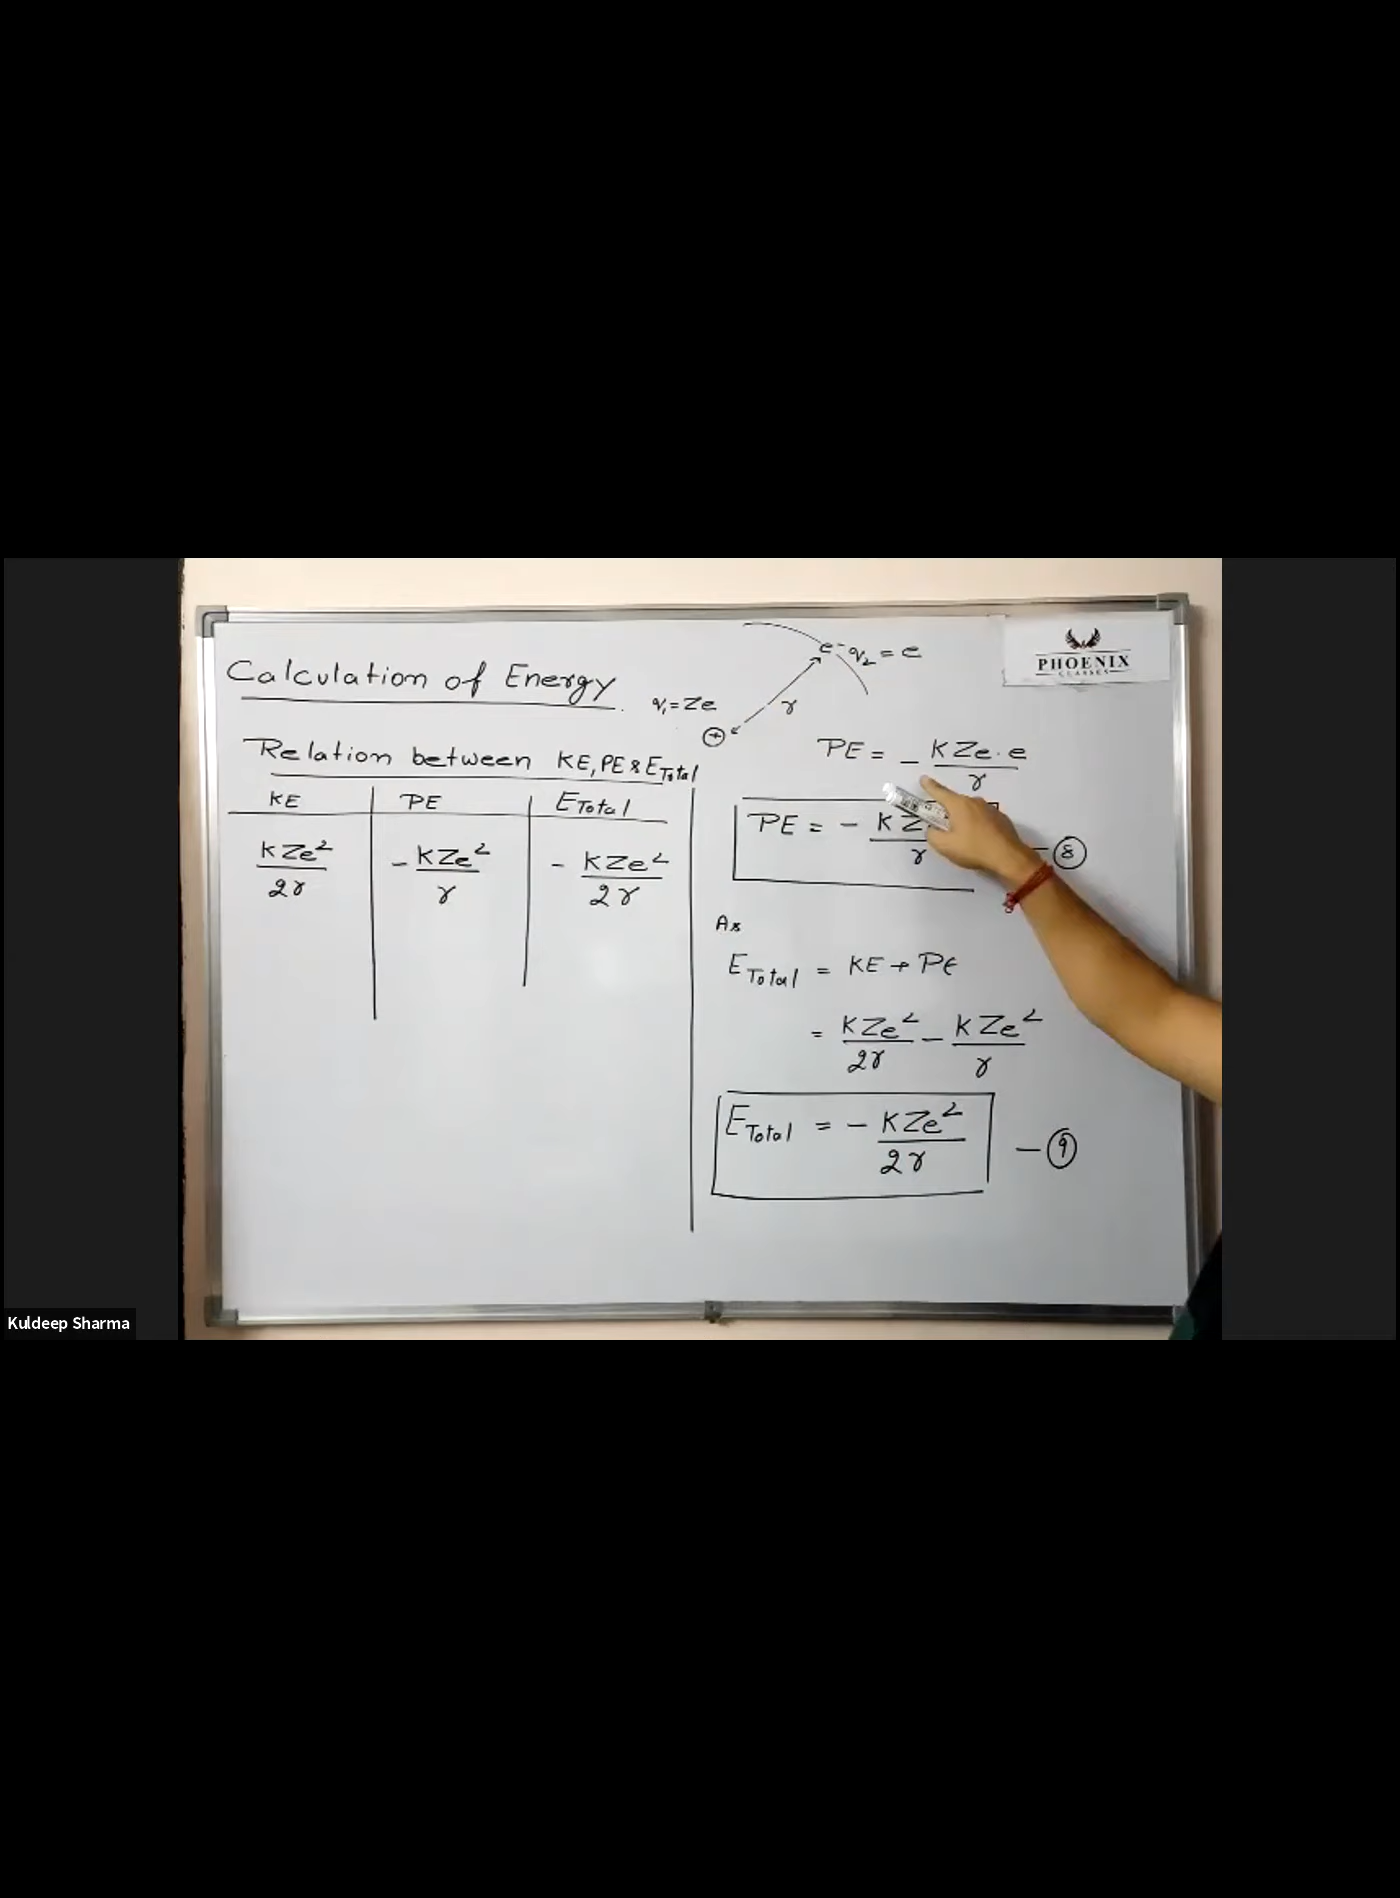 Calculation of Energy
e⁻ q₂ = e
q₁ = Ze
r
+
PHOENIX
CLASSES
Relation between KE, PE & E_Total
KE | PE | E_Total
KZe²/2r | - KZe²/r | - KZe²/2r
PE = - KZe·e/r
PE = - KZ /r - ⑧
As
E_Total = KE + PE
= KZe²/2r - KZe²/r
E_Total = - KZe²/2r - ⑨
Kuldeep Sharma